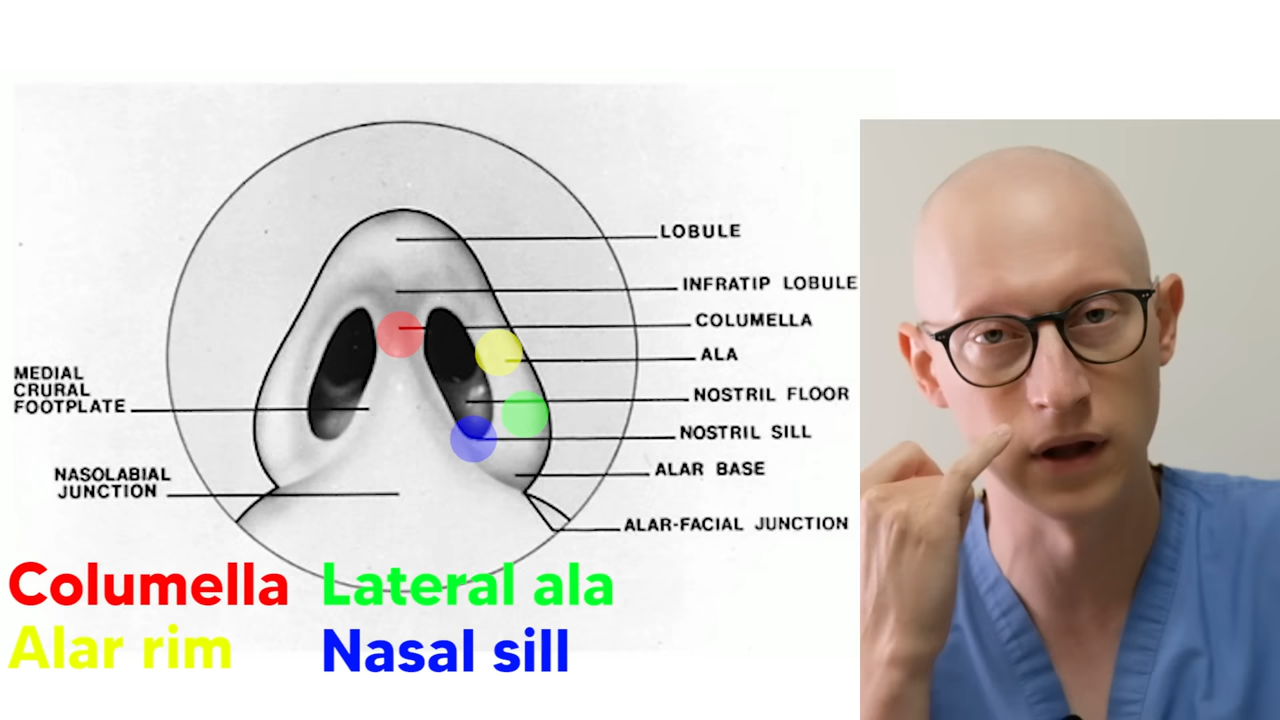 LOBULE
INFRATIP LOBULE
COLUMELLA
ALA
NOSTRIL FLOOR
NOSTRIL SILL
ALAR BASE
ALAR-FACIAL JUNCTION
MEDIAL
CRURAL
FOOTPLATE
NASOLABIAL
JUNCTION
Columella
Lateral ala
Alar rim
Nasal sill